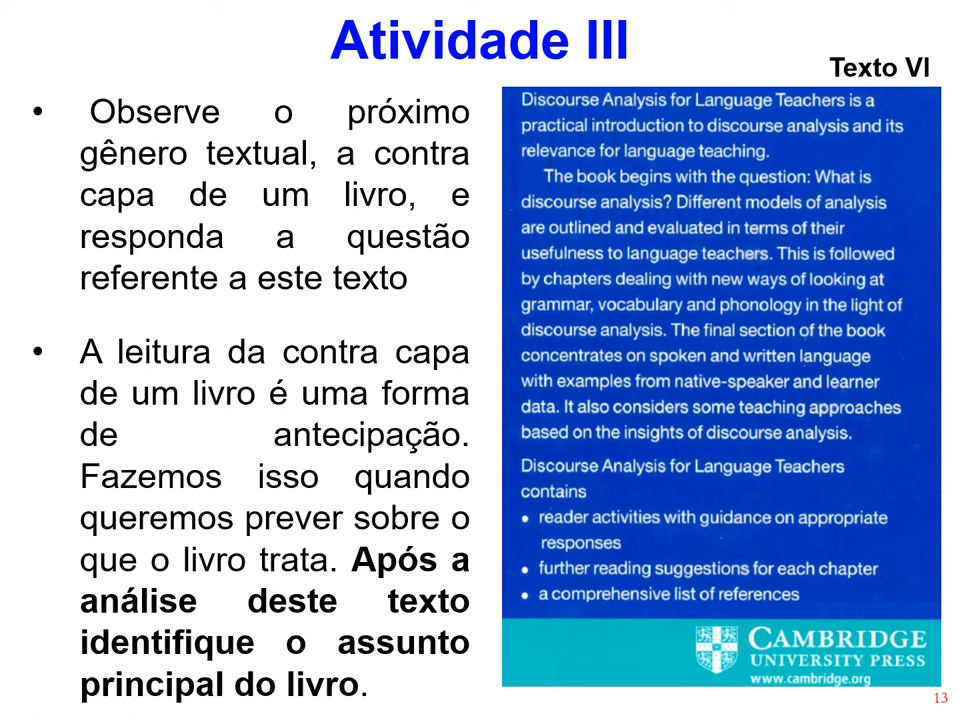 Atividade III
Texto VI
• Observe o próximo
gênero textual, a contra
capa de um livro, e
responda a questão
referente a este texto
• A leitura da contra capa
de um livro é uma forma
de antecipação.
Fazemos isso quando
queremos prever sobre o
que o livro trata. Após a
análise deste texto
identifique o assunto
principal do livro.
Discourse Analysis for Language Teachers is a
practical introduction to discourse analysis and its
relevance for language teaching.
The book begins with the question: What is
discourse analysis? Different models of analysis
are outlined and evaluated in terms of their
usefulness to language teachers. This is followed
by chapters dealing with new ways of looking at
grammar, vocabulary and phonology in the light of
discourse analysis. The final section of the book
concentrates on spoken and written language
with examples from native-speaker and learner
data. It also considers some teaching approaches
based on the insights of discourse analysis.
Discourse Analysis for Language Teachers
contains
• reader activities with guidance on appropriate
responses
• further reading suggestions for each chapter
• a comprehensive list of references
CAMBRIDGE
UNIVERSITY PRESS
www.cambridge.org
13